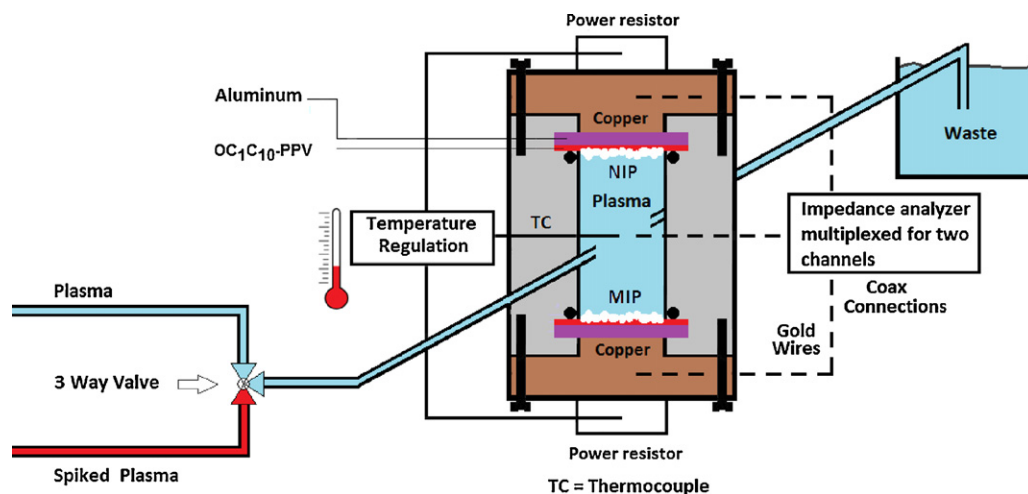 Power resistor
Aluminum
Copper
OC₁C₁₀-PPV
NIP
Waste
Plasma
TC
Temperature
Regulation
Impedance analyzer
multiplexed for two
channels
Plasma
MIP
Coax
Connections
Gold
Wires
Copper
3 Way Valve
Power resistor
Spiked Plasma
TC = Thermocouple